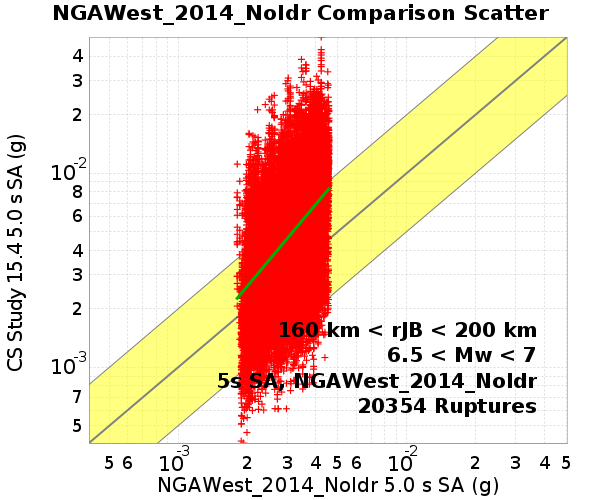 NGAWest_2014_NoIdr Comparison Scatter
CS Study 15.4 5.0 s SA (g)
4
3
2
10-2
8
6
4
3
2
10-3
7
5
160 km < rJB < 200 km
6.5 < Mw < 7
5s SA, NGAWest_2014_NoIdr
20354 Ruptures
5 6 10-3 2 3 4 5 6 10-2 2 3 4 5
NGAWest_2014_NoIdr 5.0 s SA (g)